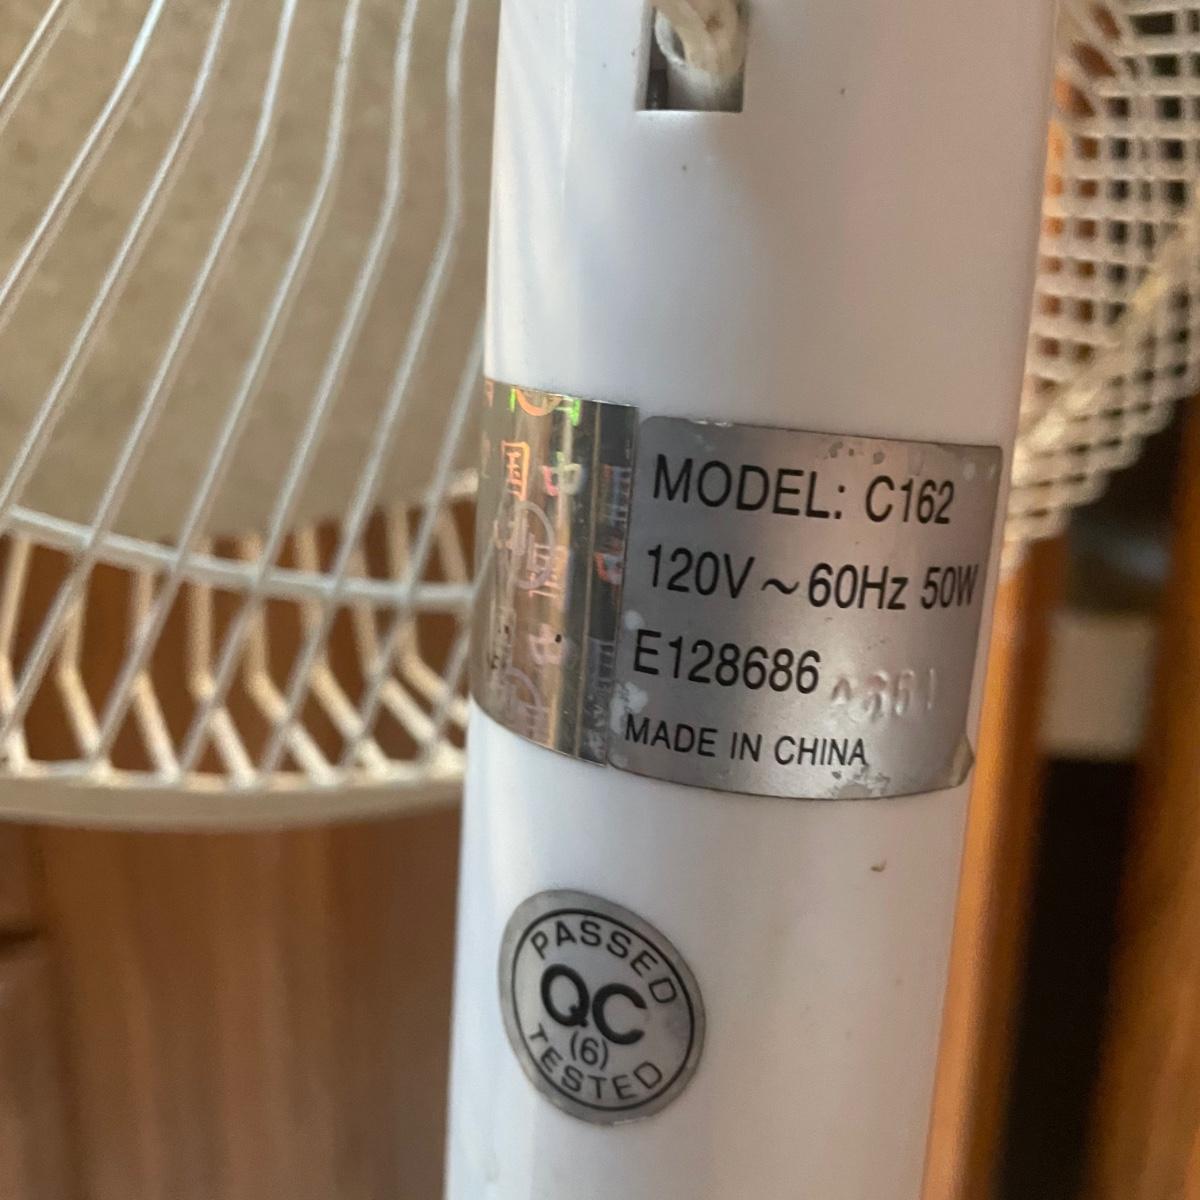 MODEL: C162
120V~60Hz 50W
E128686
MADE IN CHINA
PASSED
QC
(6)
TESTED